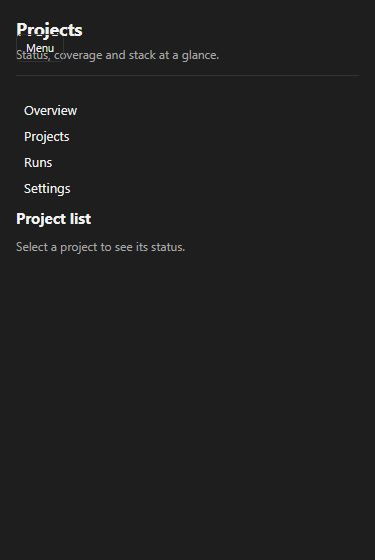 Projects
Menu
Status, coverage and stack at a glance.
Overview
Projects
Runs
Settings
Project list
Select a project to see its status.